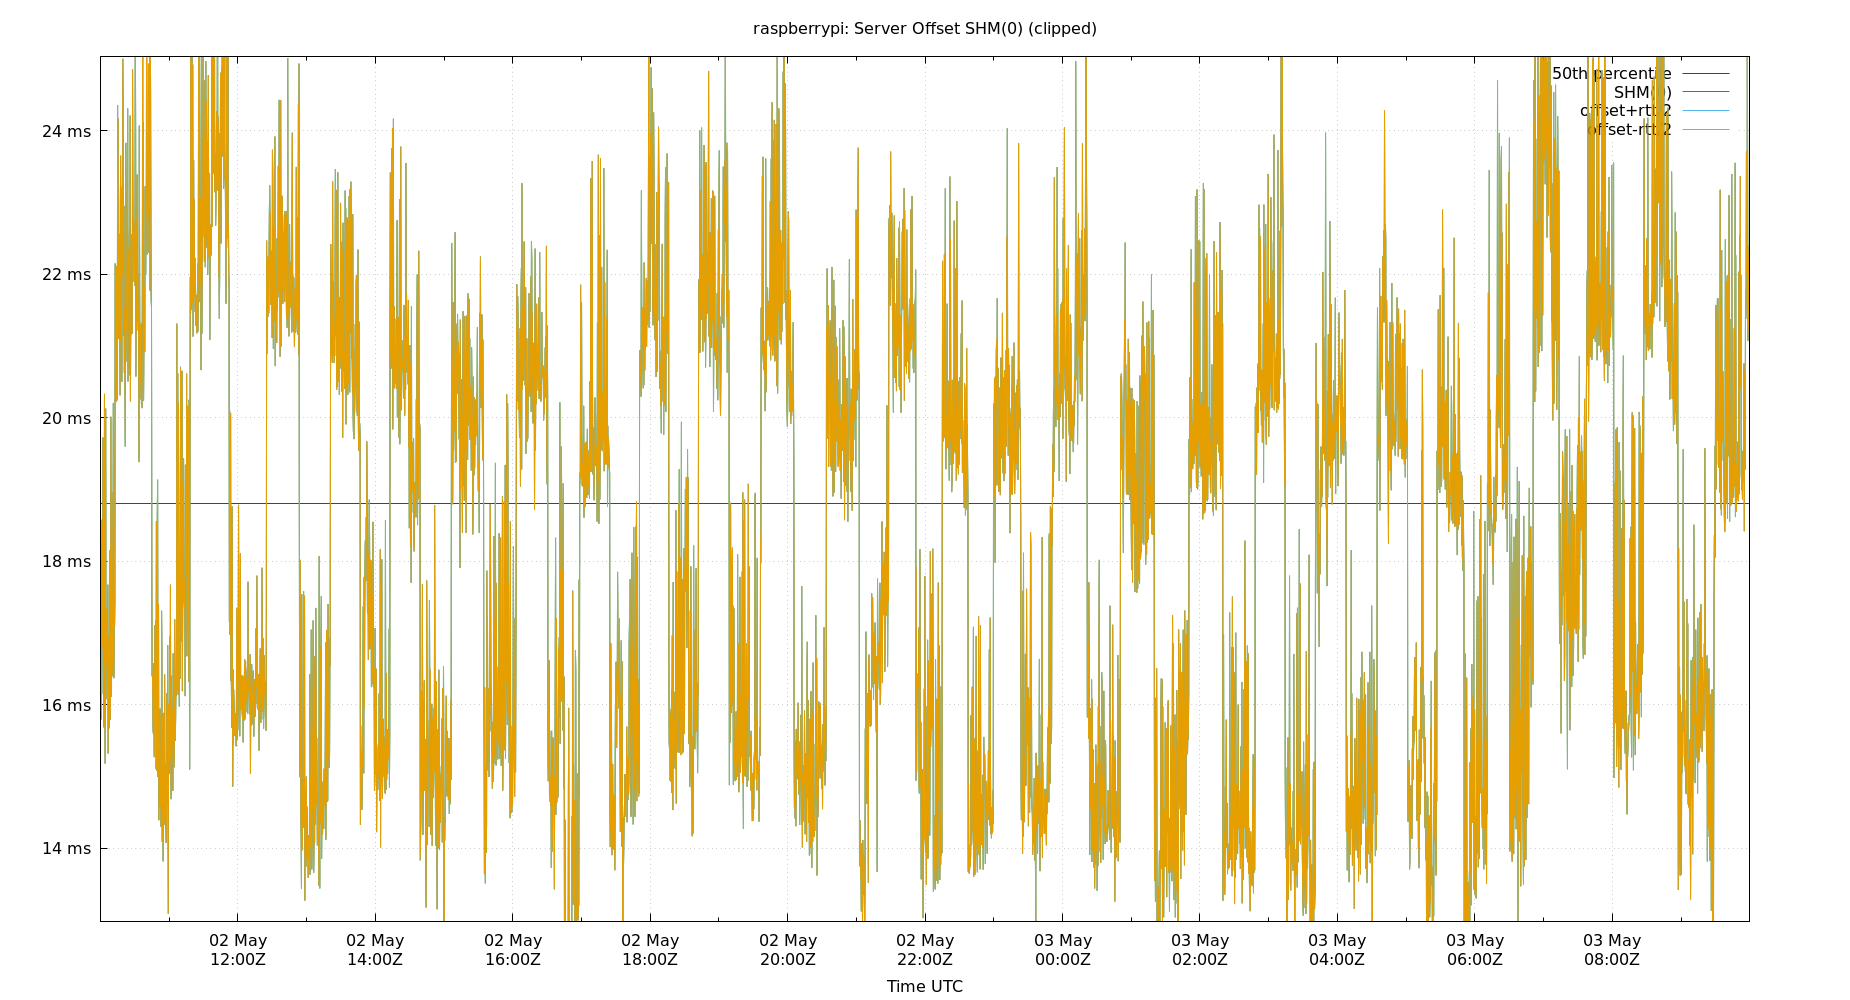 raspberrypi: Server Offset SHM(0) (clipped)
50th percentile
SHM(0)
offset+rtt/2
offset-rtt/2
24 ms
22 ms
20 ms
18 ms
16 ms
14 ms
02 May 02 May 02 May 02 May 02 May 02 May 03 May 03 May 03 May 03 May 03 May
12:00Z 14:00Z 16:00Z 18:00Z 20:00Z 22:00Z 00:00Z 02:00Z 04:00Z 06:00Z 08:00Z
Time UTC